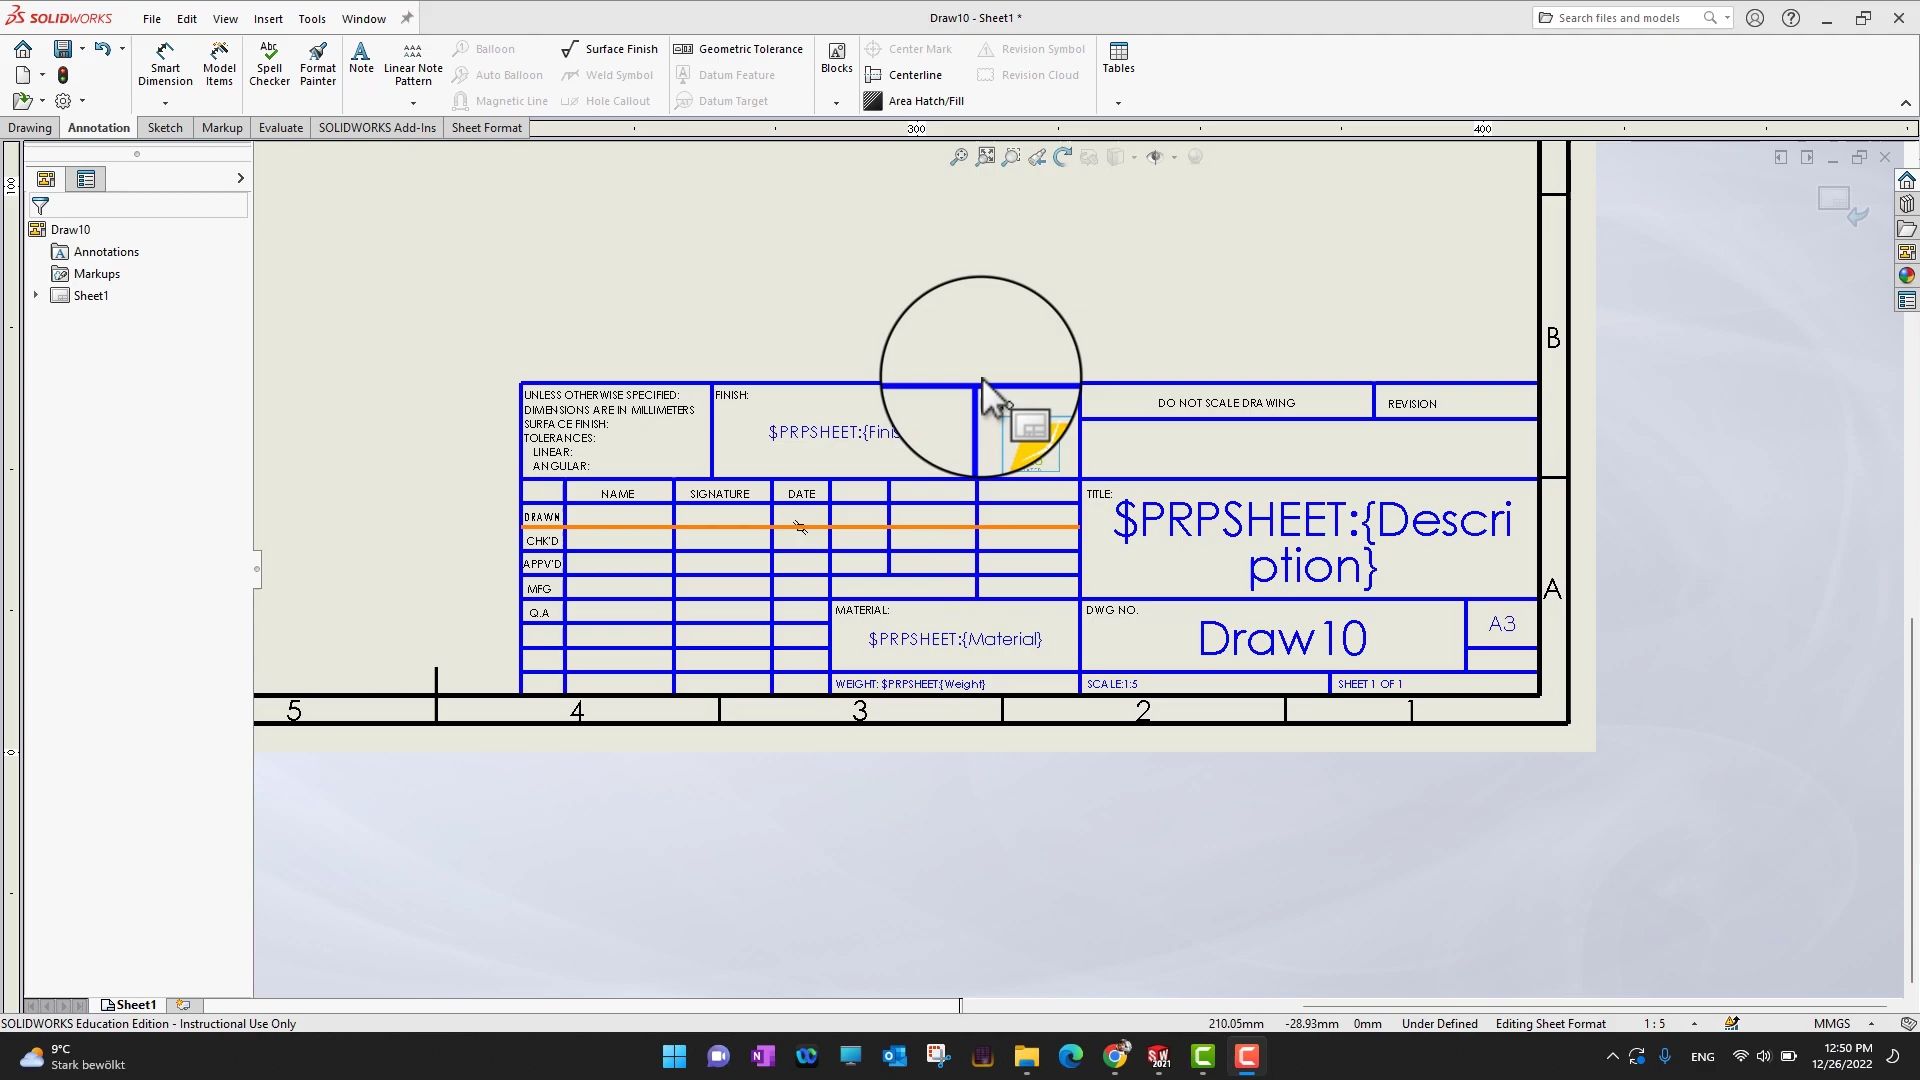 SOLIDWORKS File Edit View Insert Tools Window Draw10 - Sheet1 * Search files and models
Smart Dimension
Model Items
Spell Checker
Format Painter
Note
Linear Note Pattern
Balloon
Auto Balloon
Magnetic Line
Surface Finish
Weld Symbol
Hole Callout
Geometric Tolerance
Datum Feature
Datum Target
Blocks
Center Mark
Centerline
Area Hatch/Fill
Revision Symbol
Revision Cloud
Tables
Drawing Annotation Sketch Markup Evaluate SOLIDWORKS Add-Ins Sheet Format
300 400
100
0
Draw10
Annotations
Markups
Sheet1
UNLESS OTHERWISE SPECIFIED:
DIMENSIONS ARE IN MILLIMETERS
SURFACE FINISH:
TOLERANCES:
LINEAR:
ANGULAR:
FINISH:
$PRPSHEET:{Finis
DO NOT SCALE DRAWING
REVISION
NAME SIGNATURE DATE
DRAWN
CHK'D
APPV'D
MFG
Q.A
TITLE:
$PRPSHEET:{Descri
ption}
MATERIAL:
$PRPSHEET:{Material}
DWG NO.
Draw10
A3
WEIGHT: $PRPSHEET:{Weight}
SCALE:1:5
SHEET 1 OF 1
B
A
5 4 3 2 1
Sheet1
SOLIDWORKS Education Edition - Instructional Use Only
210.05mm -28.93mm 0mm Under Defined Editing Sheet Format 1 : 5 MMGS
9°C
Stark bewölkt
SW 2021
ENG
12:50 PM
12/26/2022